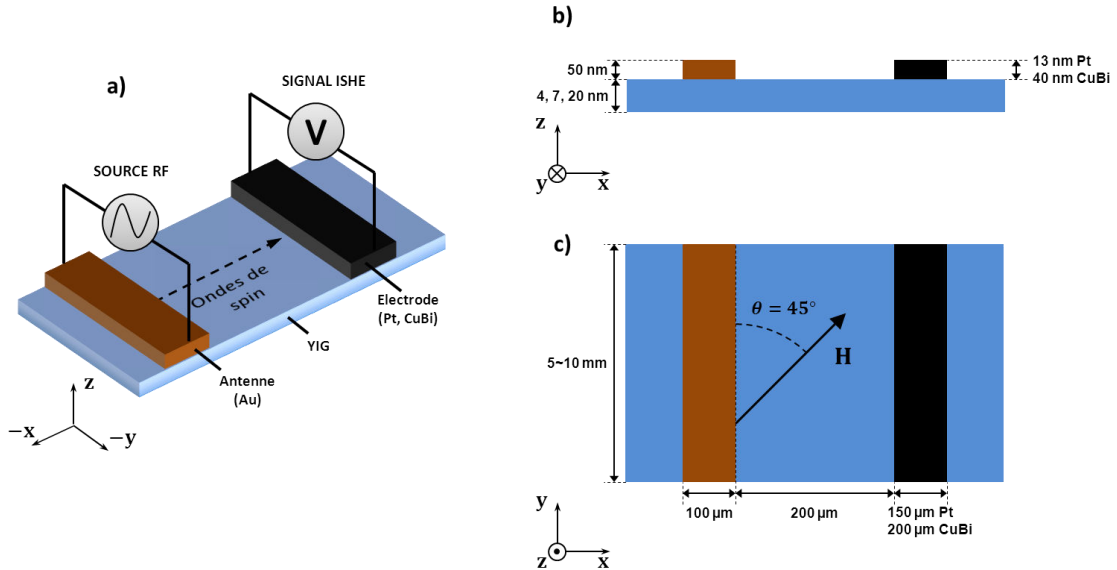 a)
SIGNAL ISHE
V
SOURCE RF
Ondes de
spin
Electrode
(Pt, CuBi)
YIG
Antenne
(Au)
z
−x
−y
b)
50 nm
13 nm Pt
40 nm CuBi
4, 7, 20 nm
z
y
x
c)
θ = 45°
H
5~10 mm
100 µm
200 µm
150 µm Pt
200 µm CuBi
y
z
x